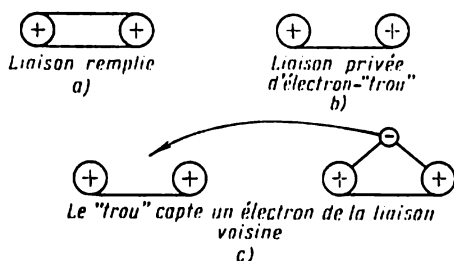 + +
Liaison remplie
a)
+ +
Liaison privée
d'électron-"trou"
b)
−
+ + + +
Le "trou" capte un électron de la liaison
voisine
c)